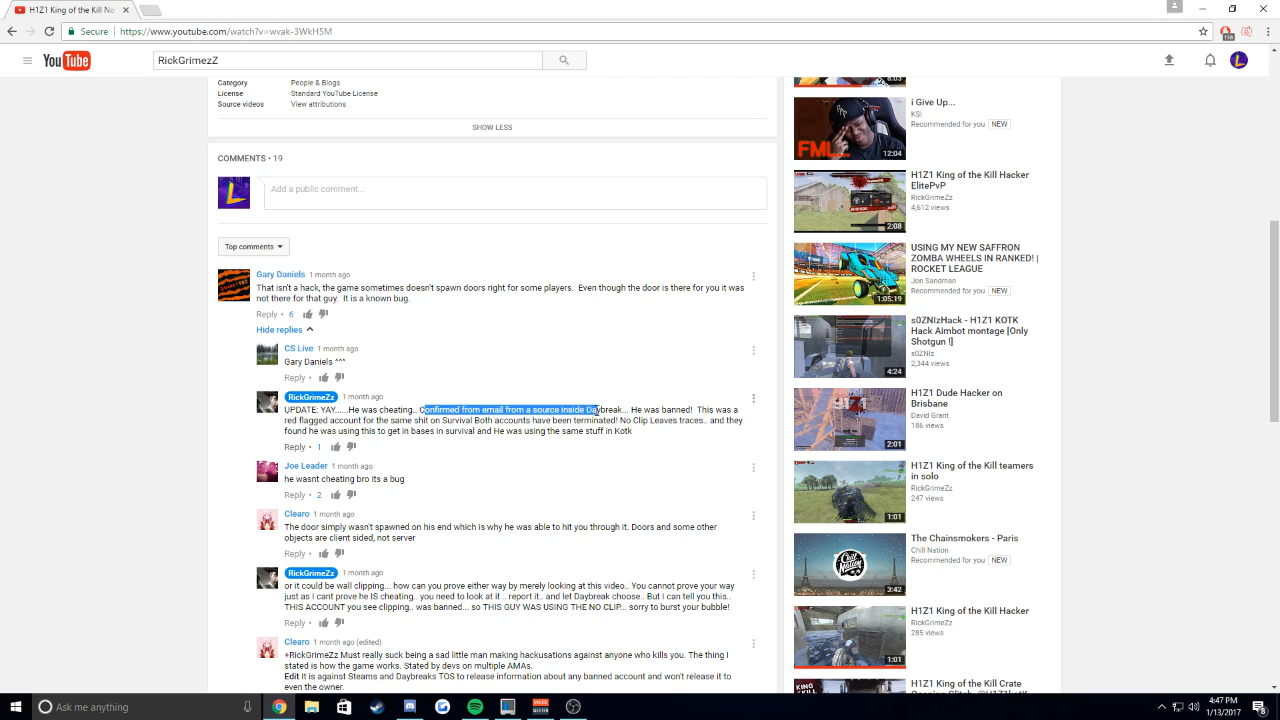 H1Z1 King of the Kill No
Secure
https://www.youtube.com/watch?v=wvak-3WkH5M
138
YouTube
RickGrimezZ
Category People & Blogs
License Standard YouTube License
Source videos View attributions
SHOW LESS
COMMENTS • 19
Add a public comment...
Top comments
Gary Daniels 1 month ago
That isn't a hack, the game sometimes doesn't spawn doors right for some players. Even though the door is there for you it was
not there for that guy. It is a known bug.
Reply • 6
Hide replies
CS Live 1 month ago
Gary Daniels ^^^
Reply •
RickGrimeZz 1 month ago
UPDATE: YAY......He was cheating.. Confirmed from email from a source inside Daybreak... He was banned! This was a
red flagged account for the same shit on Survival Both accounts have been terminated! No Clip Leaves traces.. and they
found he was using this to get in bases in survival and He was using the same stuff in Kotk
Reply • 1
Joe Leader 1 month ago
he wasnt cheating bro its a bug
Reply • 2
Clearo 1 month ago
The door simply wasn't spawned on his end which is why he was able to hit you through it. Doors and some other
objects are client sided, not server
Reply •
RickGrimeZz 1 month ago
or it could be wall clipping... how can you prove either way by merely looking at this video.. You cannot prove your way
just as I cant prove he IS cheating.. you need to look at it .. report it.. and let Daybreak choose.. But I can tell you this..
THIS ACCOUNT you see cheating was banned.... so THIS GUY WAS USING THE NO CLIP... sorry to burst your bubble!
Reply •
Clearo 1 month ago (edited)
+RickGrimeZz Must really suck being a sad little man making hackusstions against anyone who kills you. The thing I
stated is how the game works. Stated by devs on multiple AMAs.
Edit it is against Steams and Daybreaks TOS to release information about any banned account and won't release it to
even the owner.
8:03
i Give Up...
KSI
Recommended for you NEW
FML
12:04
H1Z1 King of the Kill Hacker
ElitePvP
RickGrimeZz
4,612 views
2:08
USING MY NEW SAFFRON
ZOMBA WHEELS IN RANKED! |
ROCKET LEAGUE
Jon Sandman
Recommended for you NEW
1:05:19
s0ZNIzHack - H1Z1 KOTK
Hack Aimbot montage [Only
Shotgun !]
s0ZNIz
2,344 views
4:24
H1Z1 Dude Hacker on
Brisbane
David Grant
186 views
2:01
H1Z1 King of the Kill teamers
in solo
RickGrimeZz
247 views
1:01
The Chainsmokers - Paris
Chill Nation
Recommended for you NEW
Chill
NATION
3:42
H1Z1 King of the Kill Hacker
RickGrimeZz
285 views
1:01
H1Z1 King of the Kill Crate
KING
Ask me anything
4:47 PM
1/13/2017
8